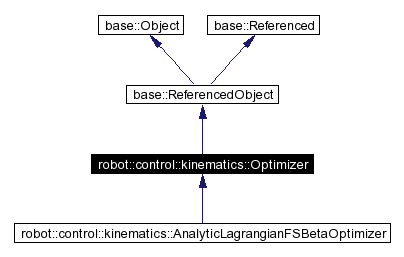 base::Object
base::Referenced
base::ReferencedObject
robot::control::kinematics::Optimizer
robot::control::kinematics::AnalyticLagrangianFSBetaOptimizer